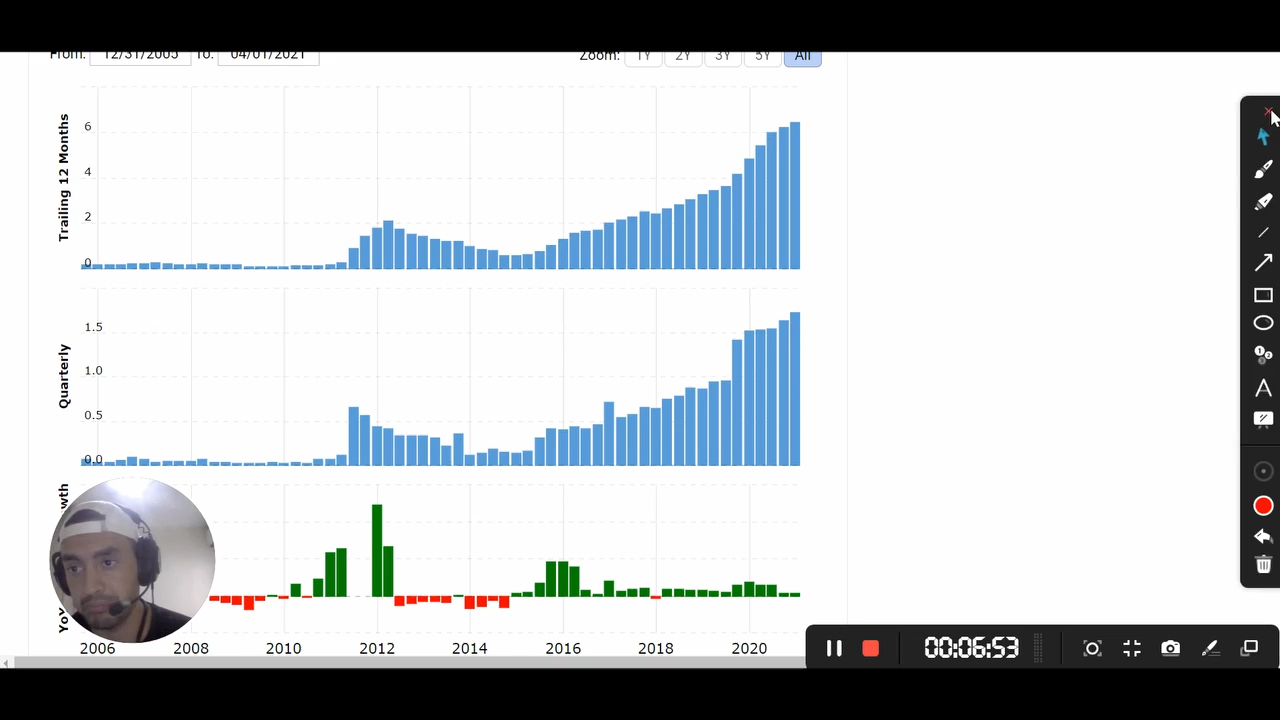 From: 12/31/2005 To: 04/01/2021 Zoom: 1Y 2Y 3Y 5Y All
Trailing 12 Months
6
4
2
0
Quarterly
1.5
1.0
0.5
0.0
YoY
wth
2006 2008 2010 2012 2014 2016 2018 2020
00:06:53